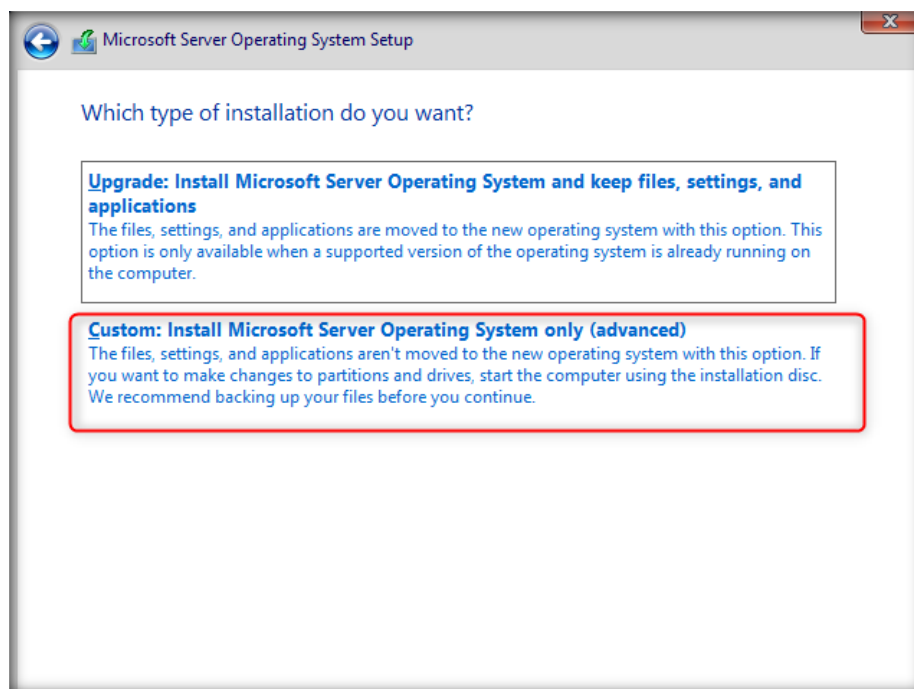 Microsoft Server Operating System Setup
Which type of installation do you want?
Upgrade: Install Microsoft Server Operating System and keep files, settings, and
applications
The files, settings, and applications are moved to the new operating system with this option. This
option is only available when a supported version of the operating system is already running on
the computer.
Custom: Install Microsoft Server Operating System only (advanced)
The files, settings, and applications aren't moved to the new operating system with this option. If
you want to make changes to partitions and drives, start the computer using the installation disc.
We recommend backing up your files before you continue.